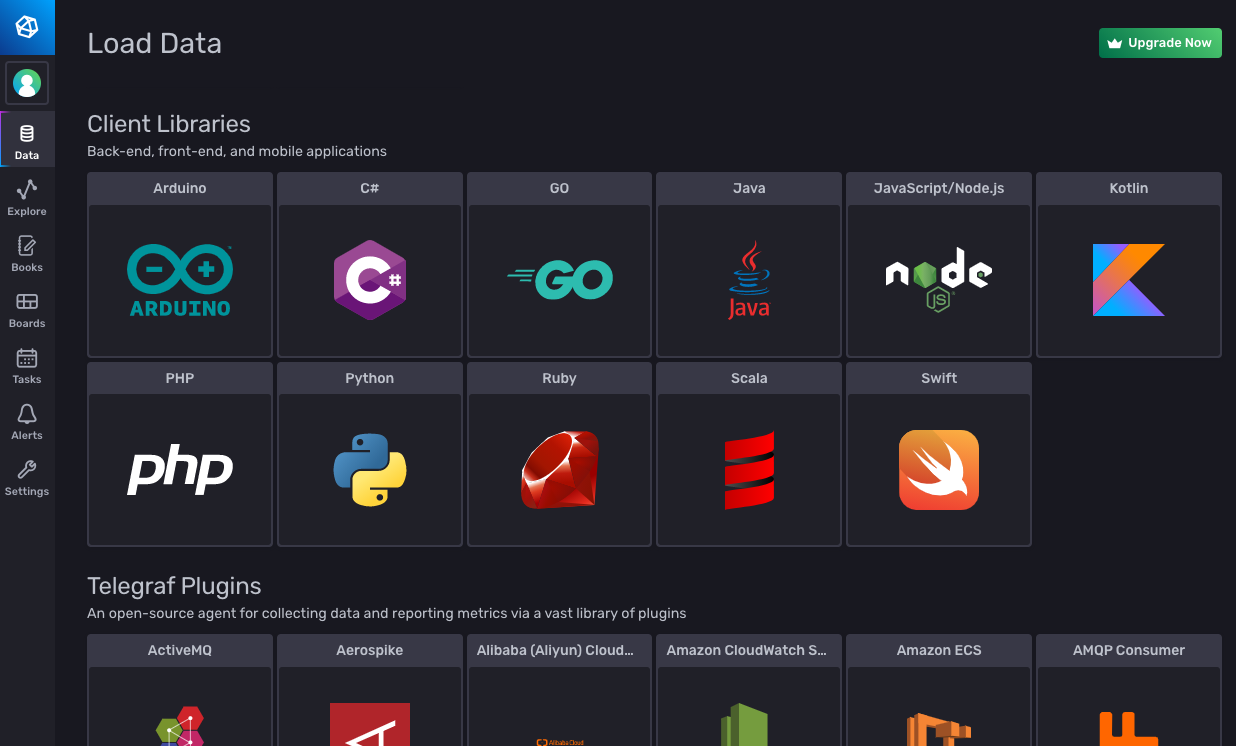 Load Data
Upgrade Now
Data
Explore
Books
Boards
Tasks
Alerts
Settings
Client Libraries
Back-end, front-end, and mobile applications
Arduino
C#
GO
Java
JavaScript/Node.js
Kotlin
ARDUINO
C#
GO
Java
node
JS
PHP
Python
Ruby
Scala
Swift
php
Telegraf Plugins
An open-source agent for collecting data and reporting metrics via a vast library of plugins
ActiveMQ
Aerospike
Alibaba (Aliyun) Cloud...
Amazon CloudWatch S...
Amazon ECS
AMQP Consumer
Alibaba Cloud